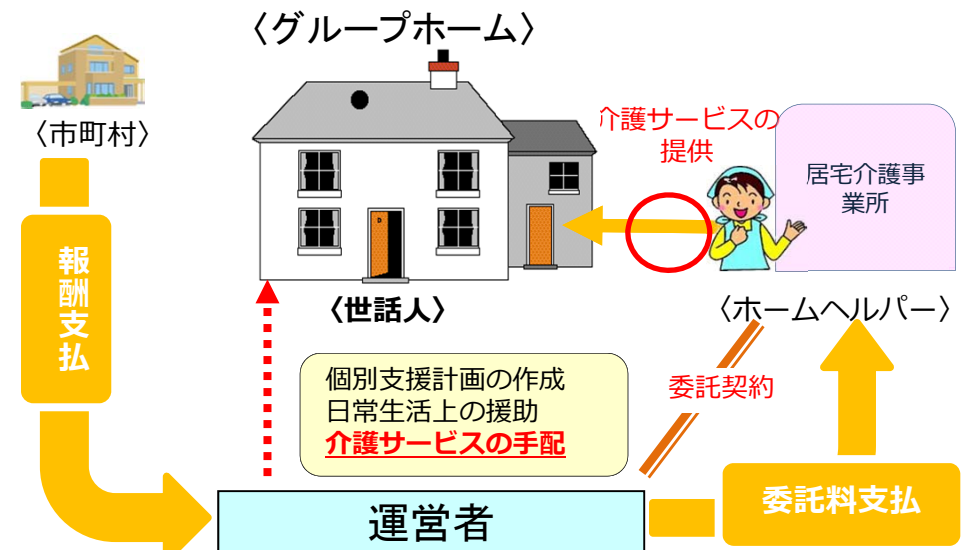 〈グループホーム〉
〈市町村〉
介護サービスの
提供
居宅介護事
業所
報酬支払
〈世話人〉
〈ホームヘルパー〉
個別支援計画の作成
日常生活上の援助
介護サービスの手配
委託契約
運営者
委託料支払